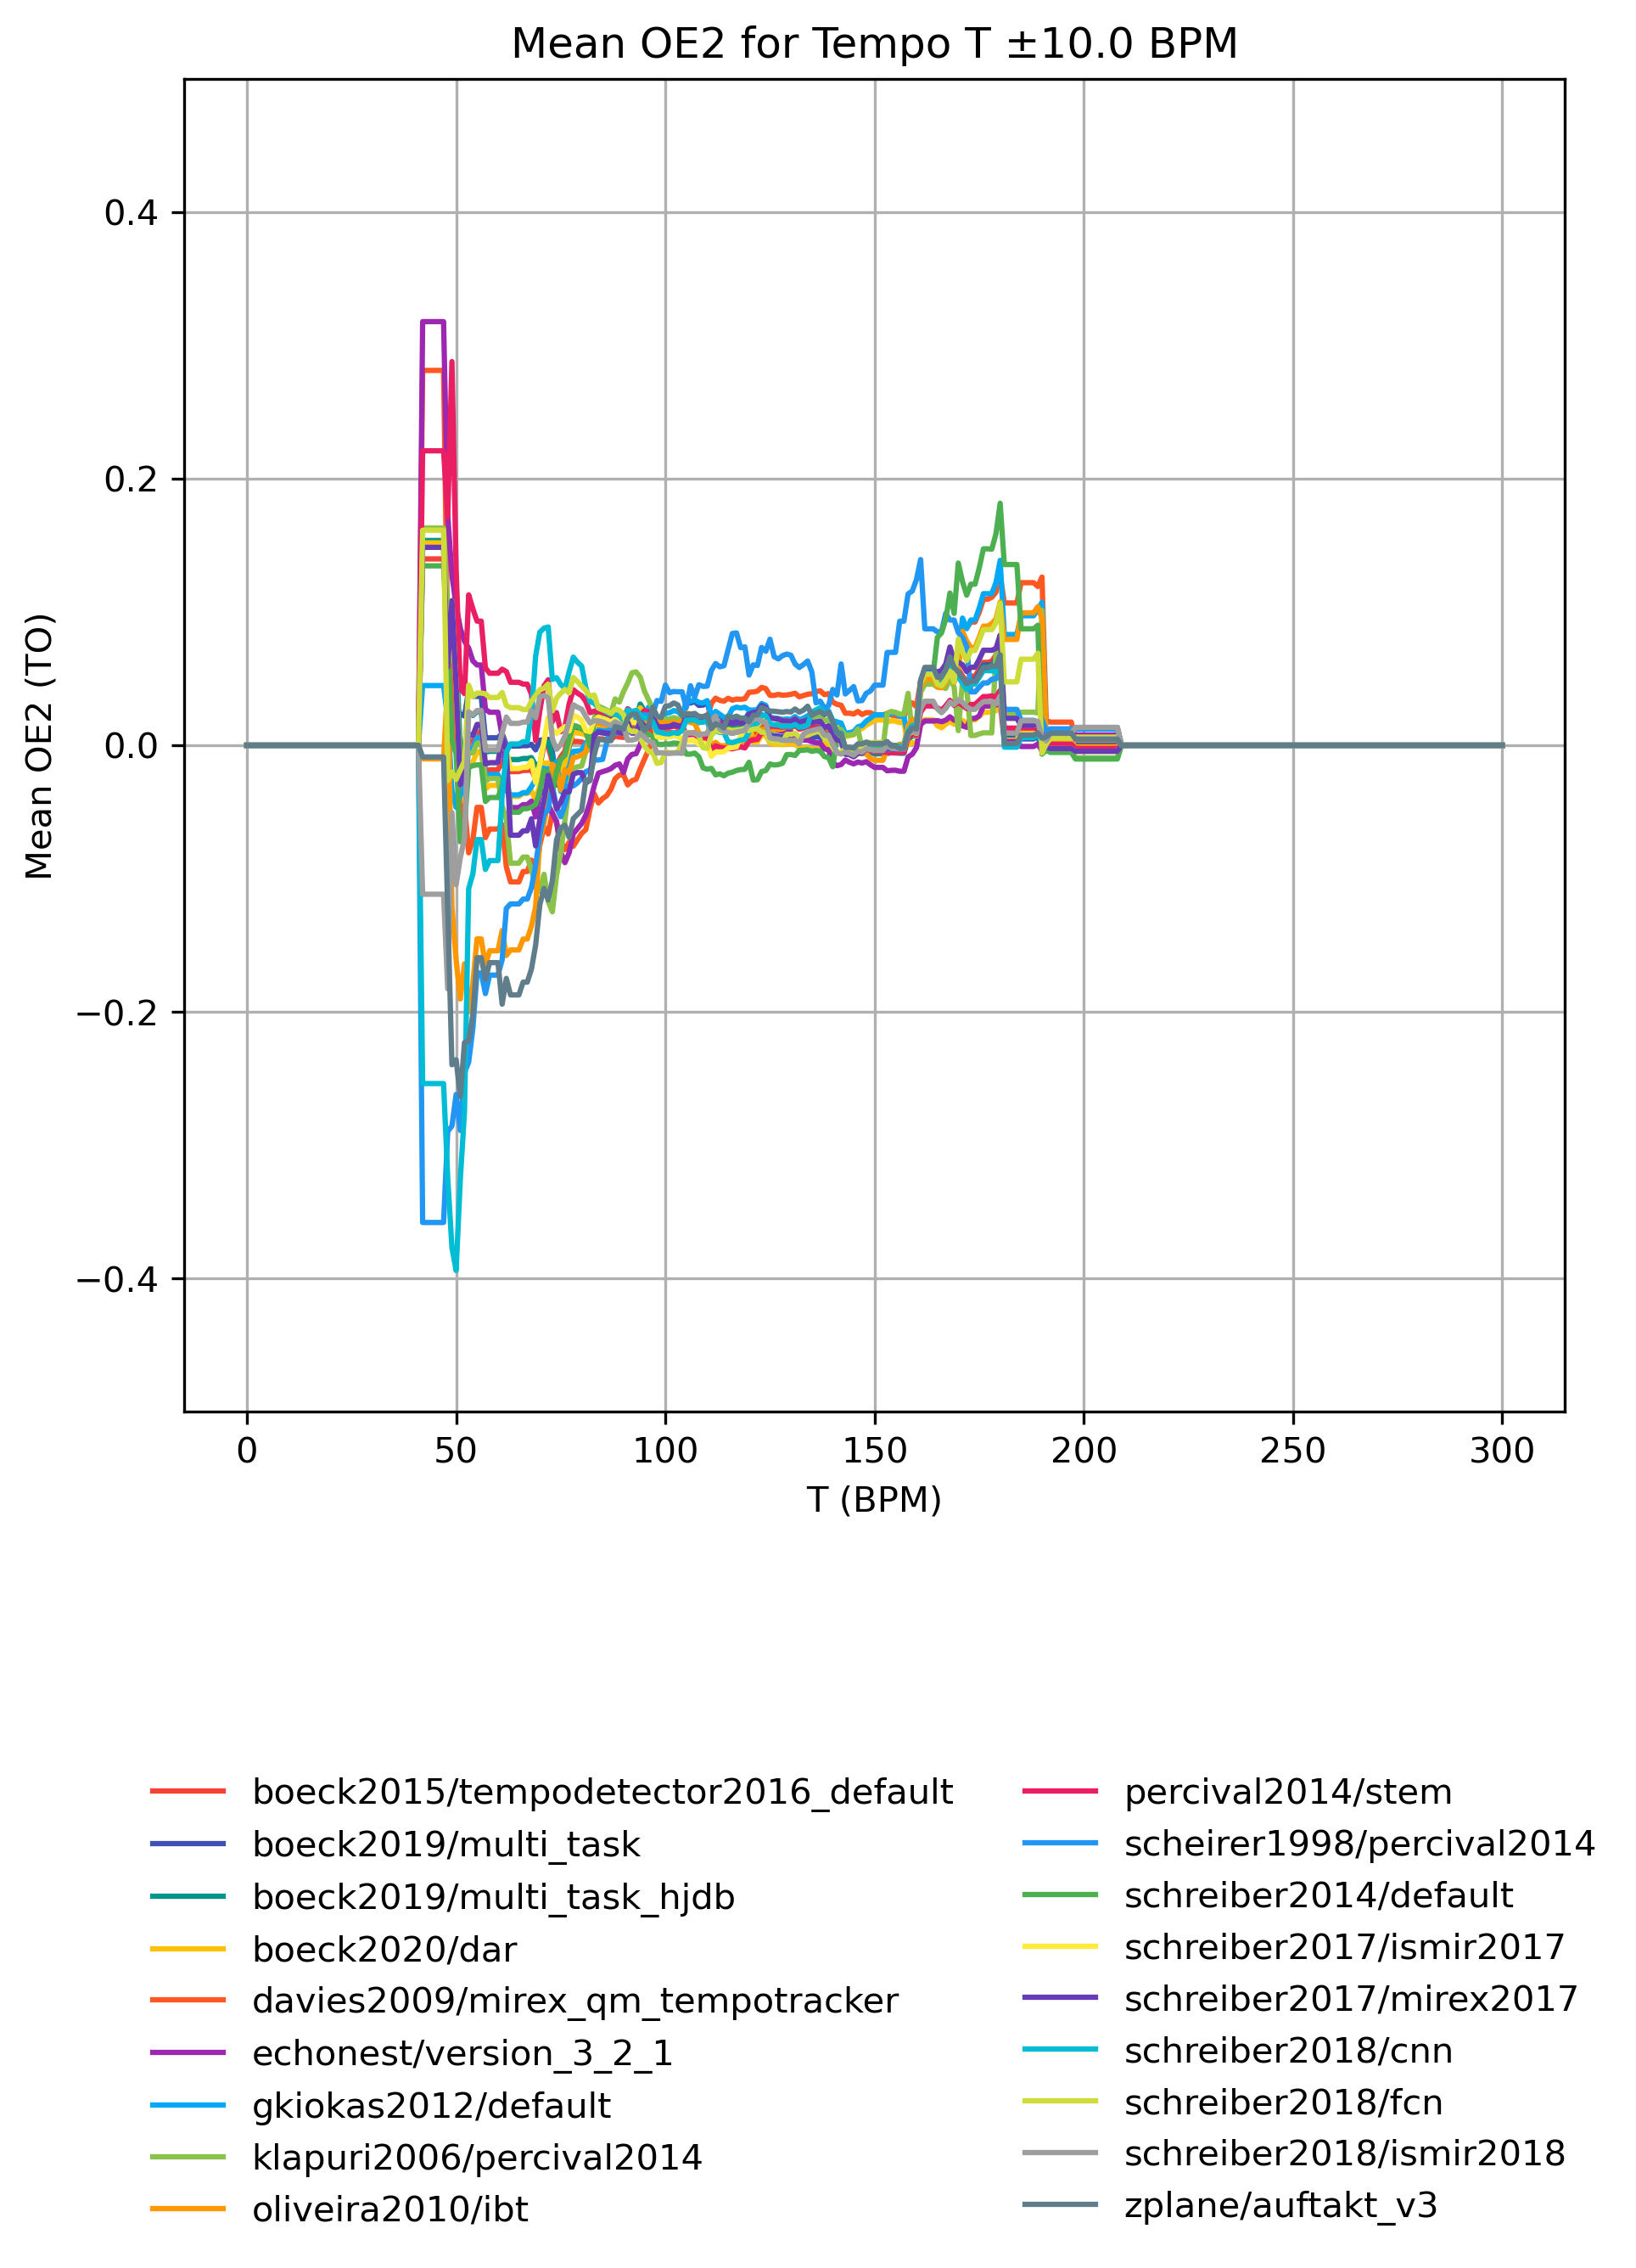 Mean OE2 for Tempo T ±10.0 BPM
Mean OE2 (TO)
0.4
0.2
0.0
−0.2
−0.4
0 50 100 150 200 250 300
T (BPM)
boeck2015/tempodetector2016_default
boeck2019/multi_task
boeck2019/multi_task_hjdb
boeck2020/dar
davies2009/mirex_qm_tempotracker
echonest/version_3_2_1
gkiokas2012/default
klapuri2006/percival2014
oliveira2010/ibt
percival2014/stem
scheirer1998/percival2014
schreiber2014/default
schreiber2017/ismir2017
schreiber2017/mirex2017
schreiber2018/cnn
schreiber2018/fcn
schreiber2018/ismir2018
zplane/auftakt_v3